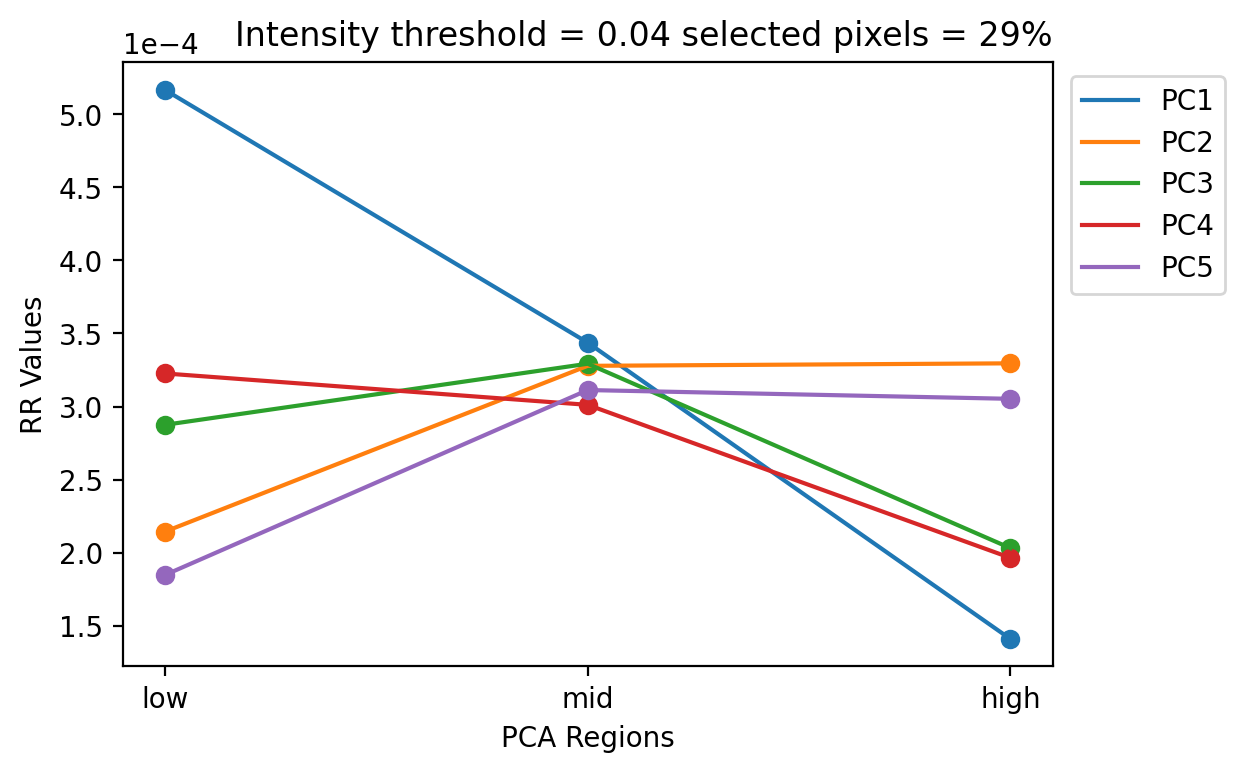 1e−4 Intensity threshold = 0.04 selected pixels = 29%
5.0
4.5
4.0
3.5
3.0
2.5
2.0
1.5
RR Values
low mid high
PCA Regions
PC1
PC2
PC3
PC4
PC5